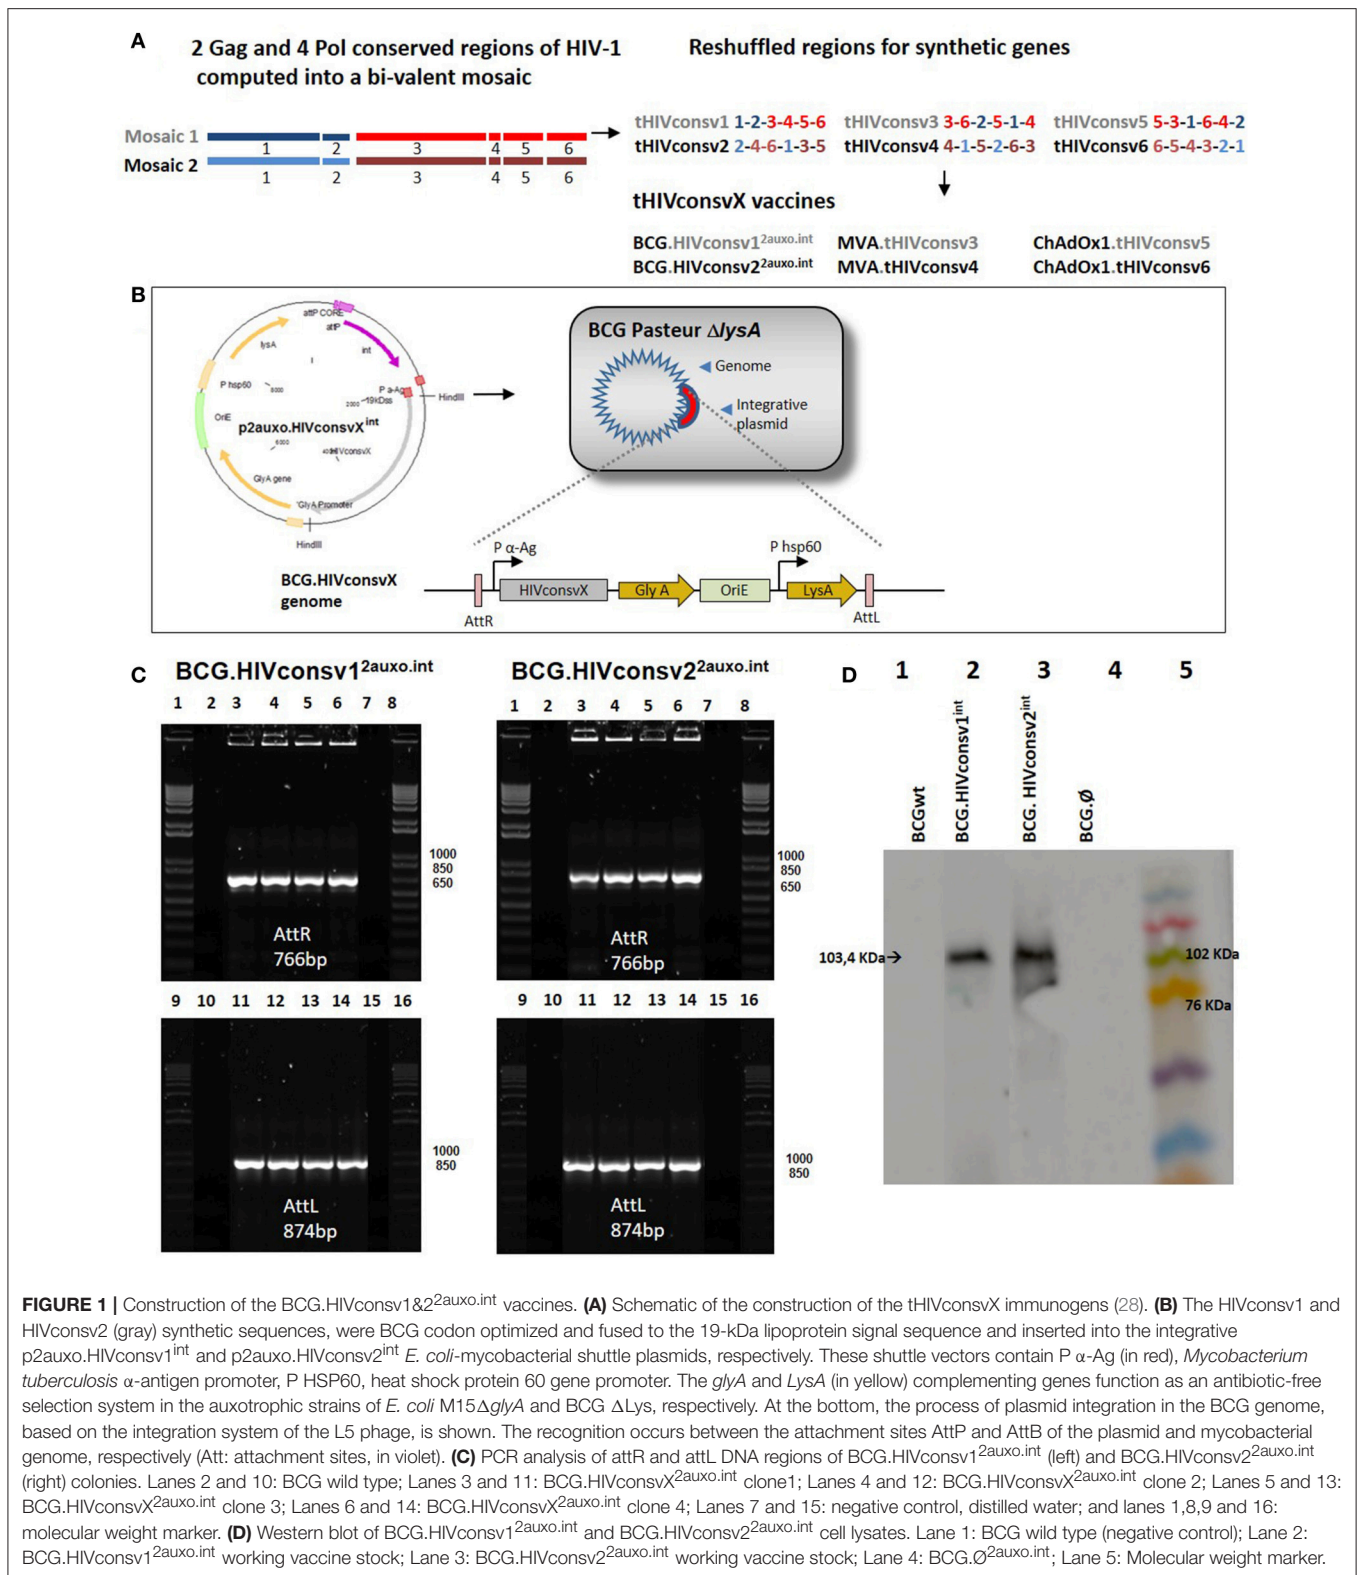 A
2 Gag and 4 Pol conserved regions of HIV-1
computed into a bi-valent mosaic
Reshuffled regions for synthetic genes
Mosaic 1
1 2 3 4 5 6
Mosaic 2
1 2 3 4 5 6
tHIVconsv1 1-2-3-4-5-6 tHIVconsv3 3-6-2-5-1-4 tHIVconsv5 5-3-1-6-4-2
tHIVconsv2 2-4-6-1-3-5 tHIVconsv4 4-1-5-2-6-3 tHIVconsv6 6-5-4-3-2-1
tHIVconsvX vaccines
BCG.HIVconsv1^2auxo.int MVA.tHIVconsv3 ChAdOx1.tHIVconsv5
BCG.HIVconsv2^2auxo.int MVA.tHIVconsv4 ChAdOx1.tHIVconsv6
B
attP CORE
attP
lysA
int
P hsp60
8000
P a-Ag
2000
19kDss
HindIII
OriE
p2auxo.HIVconsvX^int
6000
HIVconsvX
GlyA gene
'GlyA Promoter
HindIII
BCG Pasteur ΔlysA
Genome
Integrative
plasmid
P α-Ag
P hsp60
BCG.HIVconsvX
genome
HIVconsvX Gly A OriE LysA
AttR
AttL
C
BCG.HIVconsv1^2auxo.int
1 2 3 4 5 6 7 8
1000
850
650
AttR
766bp
9 10 11 12 13 14 15 16
1000
850
AttL
874bp
BCG.HIVconsv2^2auxo.int
1 2 3 4 5 6 7 8
1000
850
650
AttR
766bp
9 10 11 12 13 14 15 16
1000
850
AttL
874bp
D
1 2 3 4 5
BCGwt
BCG.HIVconsv1^int
BCG. HIVconsv2^int
BCG.Ø
103,4 KDa→
102 KDa
76 KDa
FIGURE 1 | Construction of the BCG.HIVconsv1&2^2auxo.int vaccines. (A) Schematic of the construction of the tHIVconsvX immunogens (28). (B) The HIVconsv1 and
HIVconsv2 (gray) synthetic sequences, were BCG codon optimized and fused to the 19-kDa lipoprotein signal sequence and inserted into the integrative
p2auxo.HIVconsv1^int and p2auxo.HIVconsv2^int E. coli-mycobacterial shuttle plasmids, respectively. These shuttle vectors contain P α-Ag (in red), Mycobacterium
tuberculosis α-antigen promoter, P HSP60, heat shock protein 60 gene promoter. The glyA and LysA (in yellow) complementing genes function as an antibiotic-free
selection system in the auxotrophic strains of E. coli M15ΔglyA and BCG ΔLys, respectively. At the bottom, the process of plasmid integration in the BCG genome,
based on the integration system of the L5 phage, is shown. The recognition occurs between the attachment sites AttP and AttB of the plasmid and mycobacterial
genome, respectively (Att: attachment sites, in violet). (C) PCR analysis of attR and attL DNA regions of BCG.HIVconsv1^2auxo.int (left) and BCG.HIVconsv2^2auxo.int
(right) colonies. Lanes 2 and 10: BCG wild type; Lanes 3 and 11: BCG.HIVconsvX^2auxo.int clone1; Lanes 4 and 12: BCG.HIVconsvX^2auxo.int clone 2; Lanes 5 and 13:
BCG.HIVconsvX^2auxo.int clone 3; Lanes 6 and 14: BCG.HIVconsvX^2auxo.int clone 4; Lanes 7 and 15: negative control, distilled water; and lanes 1,8,9 and 16:
molecular weight marker. (D) Western blot of BCG.HIVconsv1^2auxo.int and BCG.HIVconsv2^2auxo.int cell lysates. Lane 1: BCG wild type (negative control); Lane 2:
BCG.HIVconsv1^2auxo.int working vaccine stock; Lane 3: BCG.HIVconsv2^2auxo.int working vaccine stock; Lane 4: BCG.Ø^2auxo.int; Lane 5: Molecular weight marker.